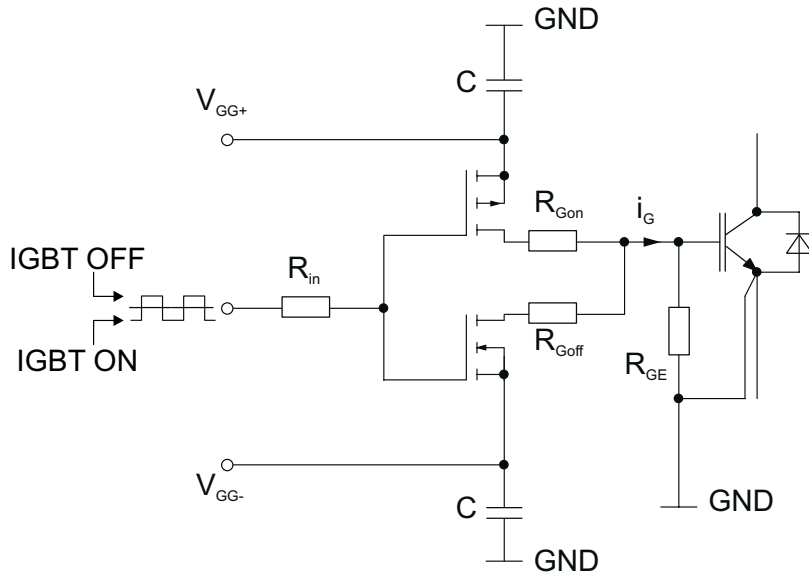 GND
C
V_GG+
R_Gon
i_G
IGBT OFF
R_in
IGBT ON
R_Goff
R_GE
V_GG-
C
GND
GND